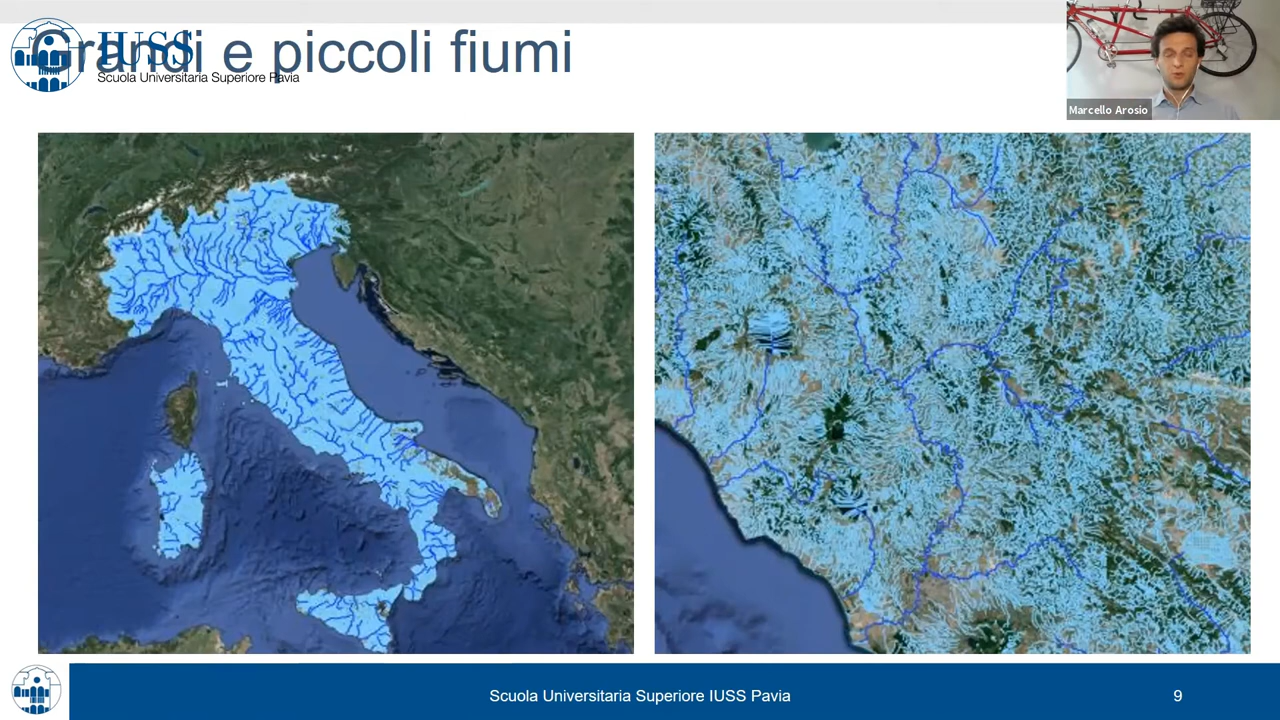 Grandi e piccoli fiumi
IUSS
Scuola Universitaria Superiore Pavia
Marcello Arosio
Scuola Universitaria Superiore IUSS Pavia
9